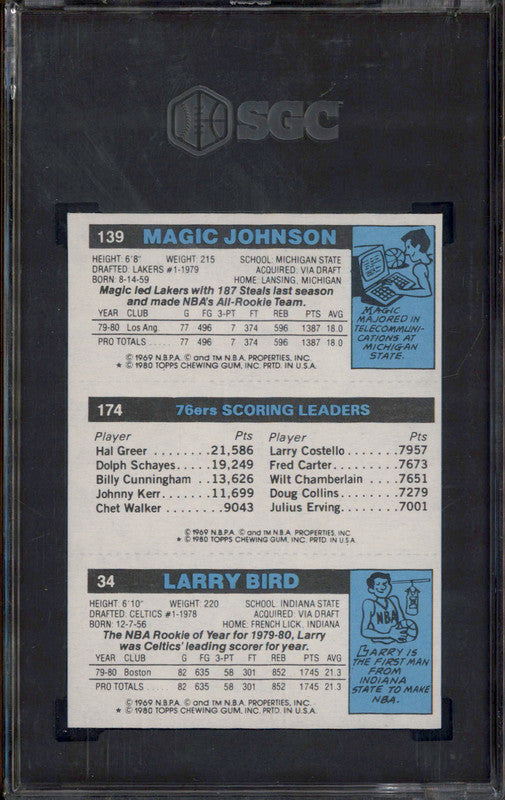 SGC
139 MAGIC JOHNSON
HEIGHT: 6'8" WEIGHT: 215 SCHOOL: MICHIGAN STATE
DRAFTED: LAKERS #1-1979 ACQUIRED: VIA DRAFT
BORN: 8-14-59 HOME: LANSING, MICHIGAN
Magic led Lakers with 187 Steals last season
and made NBA's All-Rookie Team.
YEAR CLUB G FG 3-PT FT REB PTS AVG
79-80 Los Ang. 77 496 7 374 596 1387 18.0
PRO TOTALS ..... 77 496 7 374 596 1387 18.0
© 1969 N.B.P.A. © and TM N.B.A. PROPERTIES, INC.
★ © 1980 TOPPS CHEWING GUM, INC. PRTD. IN U.S.A.
MAGIC
MAJORED IN
TELECOMMUNI-
CATIONS AT
MICHIGAN
STATE.
174 76ers SCORING LEADERS
Player Pts Player Pts
Hal Greer ........21,586 Larry Costello.....7957
Dolph Schayes.....19,249 Fred Carter........7673
Billy Cunningham ..13,626 Wilt Chamberlain ..7651
Johnny Kerr.......11,699 Doug Collins.......7279
Chet Walker .......9043 Julius Erving......7001
© 1969 N.B.P.A. © and TM N.B.A. PROPERTIES, INC.
★ © 1980 TOPPS CHEWING GUM, INC. PRTD. IN U.S.A.
34 LARRY BIRD
HEIGHT: 6'10" WEIGHT: 220 SCHOOL: INDIANA STATE
DRAFTED: CELTICS #1-1978 ACQUIRED: VIA DRAFT
BORN: 12-7-56 HOME: FRENCH LICK, INDIANA
The NBA Rookie of Year for 1979-80, Larry
was Celtics' leading scorer for year.
YEAR CLUB G FG 3-PT FT REB PTS AVG
79-80 Boston 82 635 58 301 852 1745 21.3
PRO TOTALS ..... 82 635 58 301 852 1745 21.3
© 1969 N.B.P.A. © and TM N.B.A. PROPERTIES, INC.
★ © 1980 TOPPS CHEWING GUM, INC. PRTD. IN U.S.A.
NBA
LARRY IS
THE FIRST MAN
FROM
INDIANA
STATE TO MAKE
NBA.